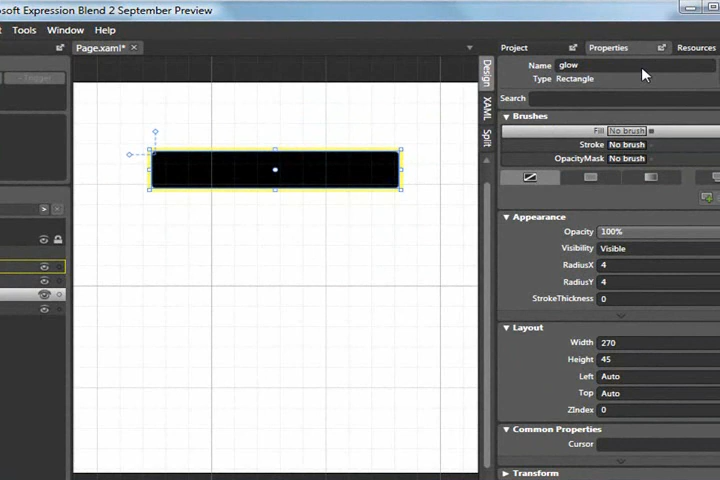 osoft Expression Blend 2 September Preview
t Tools Window Help
Page.xaml* ✕
+ Trigger
Project Properties Resources
Name glow
Type Rectangle
Search
Design
XAML
Split
▼ Brushes
Fill No brush
Stroke No brush
OpacityMask No brush
▼ Appearance
Opacity 100%
Visibility Visible
RadiusX 4
RadiusY 4
StrokeThickness 0
▼ Layout
Width 270
Height 45
Left Auto
Top Auto
ZIndex 0
▼ Common Properties
Cursor
▶ Transform